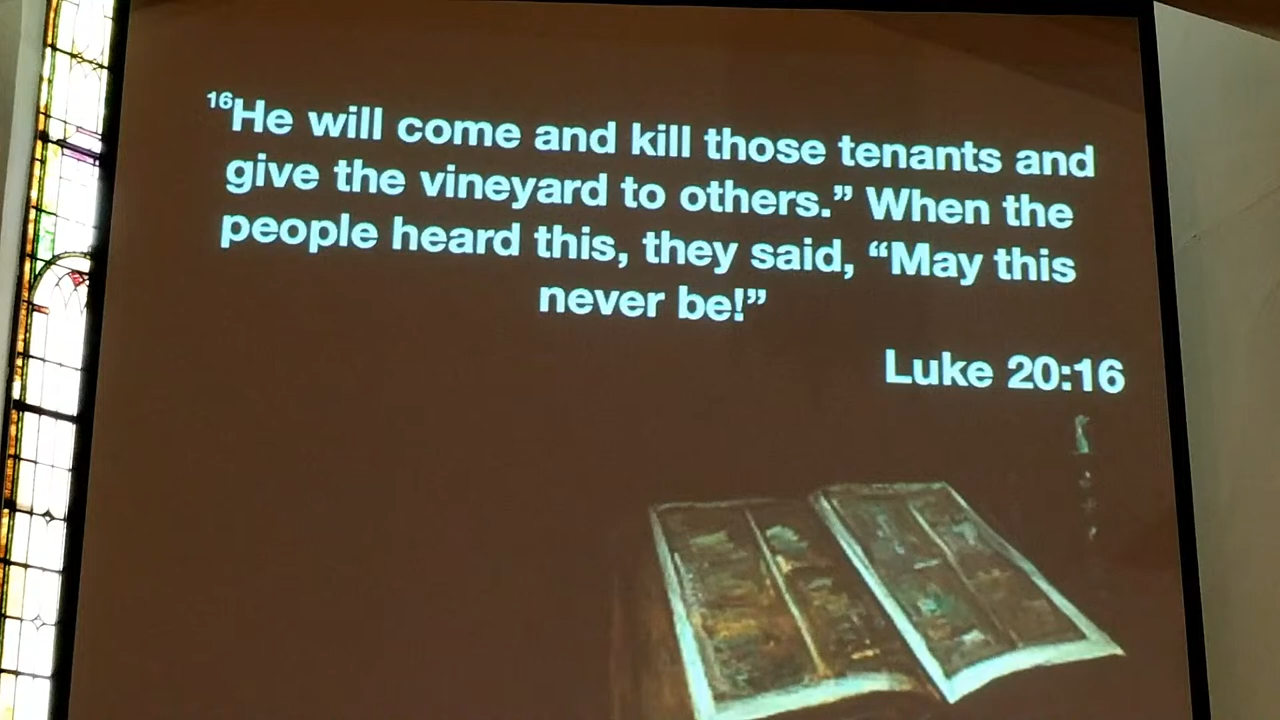 16He will come and kill those tenants and
give the vineyard to others.” When the
people heard this, they said, “May this
never be!”
Luke 20:16